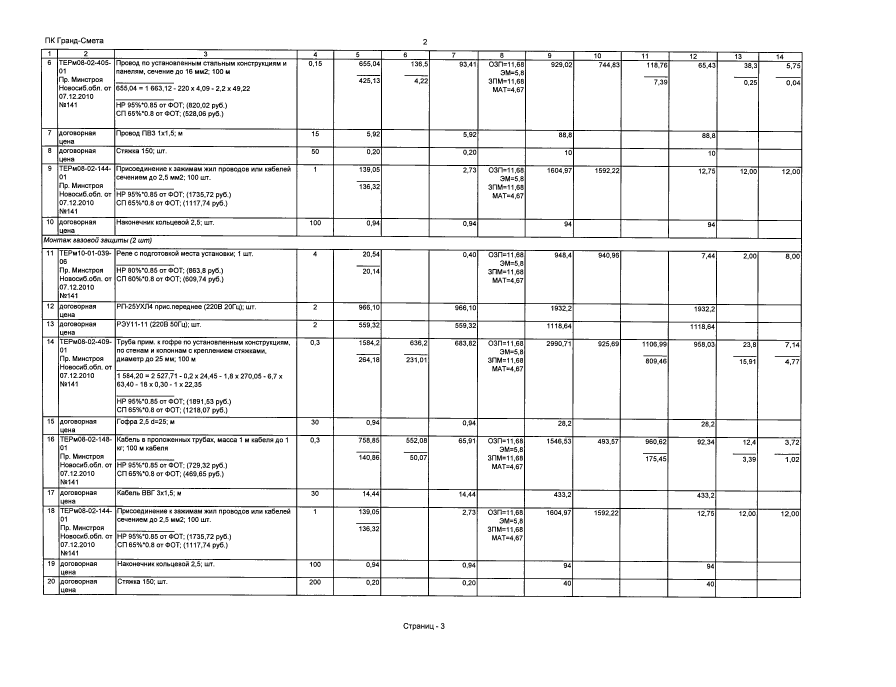 ПК Гранд-Смета
2
1 2 3 4 5 6 7 8 9 10 11 12 13 14
6 ТЕРм08-02-405- Провод по установленным стальным конструкциям и 0,15 655,04 136,5 93,41 ОЗП=11,68 929,02 744,83 118,76 65,43 38,3 5,75
01 панелям, сечение до 16 мм2; 100 м ЭМ=5,8
Пр. Минстроя 425,13 4,22 ЗПМ=11,68 7,39 0,25 0,04
Новосиб.обл. от 655,04 = 1 663,12 - 220 x 4,09 - 2,2 x 49,22 МАТ=4,67
07.12.2010
№141 НР 95%*0.85 от ФОТ; (820,02 руб.)
СП 65%*0.8 от ФОТ; (528,06 руб.)
7 договорная Провод ПВ3 1х1,5; м 15 5,92 5,92 88,8 88,8
цена
8 договорная Стяжка 150; шт. 50 0,20 0,20 10 10
цена
9 ТЕРм08-02-144- Присоединение к зажимам жил проводов или кабелей 1 139,05 2,73 ОЗП=11,68 1604,97 1592,22 12,75 12,00 12,00
01 сечением до 2,5 мм2; 100 шт. ЭМ=5,8
Пр. Минстроя 136,32 ЗПМ=11,68
Новосиб.обл. от НР 95%*0.85 от ФОТ; (1735,72 руб.) МАТ=4,67
07.12.2010 СП 65%*0.8 от ФОТ; (1117,74 руб.)
№141
10 договорная Наконечник кольцевой 2,5; шт. 100 0,94 0,94 94 94
цена
Монтаж газовой защиты (2 шт)
11 ТЕРм10-01-039- Реле с подготовкой места установки; 1 шт. 4 20,54 0,40 ОЗП=11,68 948,4 940,96 7,44 2,00 8,00
06 ЭМ=5,8
Пр. Минстроя НР 80%*0.85 от ФОТ; (863,8 руб.) 20,14 ЗПМ=11,68
Новосиб.обл. от СП 60%*0.8 от ФОТ; (609,74 руб.) МАТ=4,67
07.12.2010
№141
12 договорная РП-25УХЛ4 прис.переднее (220В 20Гц); шт. 2 966,10 966,10 1932,2 1932,2
цена
13 договорная РЭУ11-11 (220В 50Гц); шт. 2 559,32 559,32 1118,64 1118,64
цена
14 ТЕРм08-02-409- Труба прим. к гофре по установленным конструкциям, 0,3 1584,2 636,2 683,82 ОЗП=11,68 2990,71 925,69 1106,99 958,03 23,8 7,14
01 по стенам и колоннам с креплением стяжками, ЭМ=5,8
Пр. Минстроя диаметр до 25 мм; 100 м 264,18 231,01 ЗПМ=11,68 809,46 15,91 4,77
Новосиб.обл. от МАТ=4,67
07.12.2010 1 584,20 = 2 527,71 - 0,2 x 24,45 - 1,8 x 270,05 - 6,7 x
№141 63,40 - 18 x 0,30 - 1 x 22,35
НР 95%*0.85 от ФОТ; (1891,53 руб.)
СП 65%*0.8 от ФОТ; (1218,07 руб.)
15 договорная Гофра 2,5 d=25; м 30 0,94 0,94 28,2 28,2
цена
16 ТЕРм08-02-148- Кабель в проложенных трубах, масса 1 м кабеля до 1 0,3 758,85 552,08 65,91 ОЗП=11,68 1546,53 493,57 960,62 92,34 12,4 3,72
01 кг; 100 м кабеля ЭМ=5,8
Пр. Минстроя 140,86 50,07 ЗПМ=11,68 175,45 3,39 1,02
Новосиб.обл. от НР 95%*0.85 от ФОТ; (729,32 руб.) МАТ=4,67
07.12.2010 СП 65%*0.8 от ФОТ; (469,65 руб.)
№141
17 договорная Кабель ВВГ 3х1,5; м 30 14,44 14,44 433,2 433,2
цена
18 ТЕРм08-02-144- Присоединение к зажимам жил проводов или кабелей 1 139,05 2,73 ОЗП=11,68 1604,97 1592,22 12,75 12,00 12,00
01 сечением до 2,5 мм2; 100 шт. ЭМ=5,8
Пр. Минстроя 136,32 ЗПМ=11,68
Новосиб.обл. от НР 95%*0.85 от ФОТ; (1735,72 руб.) МАТ=4,67
07.12.2010 СП 65%*0.8 от ФОТ; (1117,74 руб.)
№141
19 договорная Наконечник кольцевой 2,5; шт. 100 0,94 0,94 94 94
цена
20 договорная Стяжка 150; шт. 200 0,20 0,20 40 40
цена
Страниц - 3